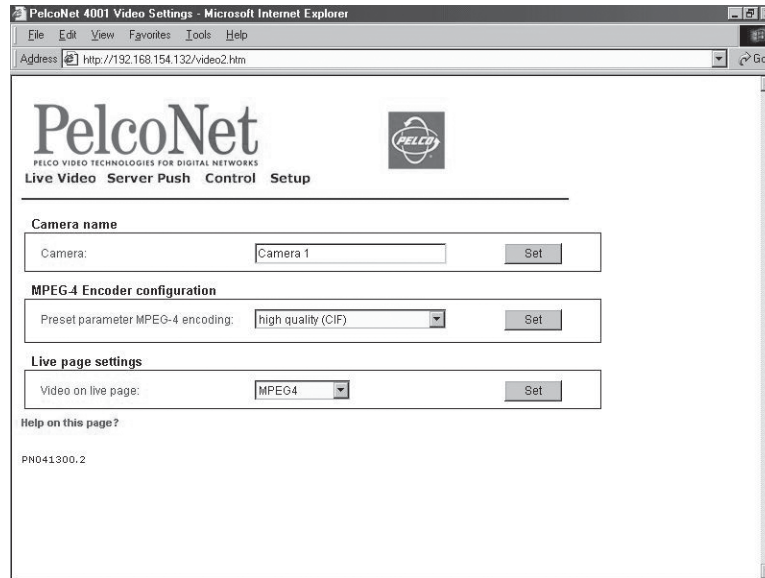 PelcoNet 4001 Video Settings - Microsoft Internet Explorer
File Edit View Favorites Tools Help
Address http://192.168.154.132/video2.htm Go
PelcoNet
PELCO VIDEO TECHNOLOGIES FOR DIGITAL NETWORKS
PELCO
Live Video Server Push Control Setup
Camera name
Camera: Camera 1 Set
MPEG-4 Encoder configuration
Preset parameter MPEG-4 encoding: high quality (CIF) Set
Live page settings
Video on live page: MPEG4 Set
Help on this page?
PN041300.2